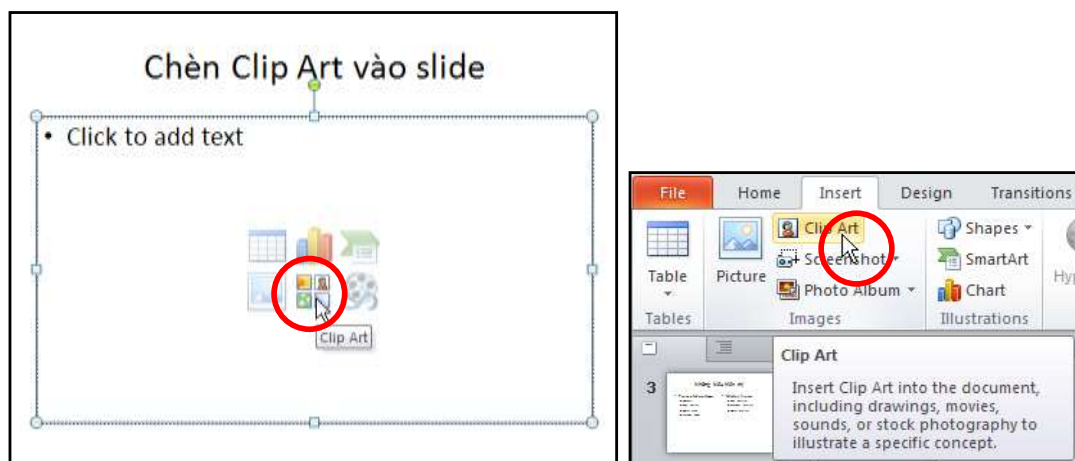 Chèn Clip Art vào slide
• Click to add text
Clip Art
File Home Insert Design Transitions
Clip Art
Screenshot
Photo Album
Table
Picture
Shapes
SmartArt
Chart
Tables Images Illustrations
Clip Art
3
Insert Clip Art into the document,
including drawings, movies,
sounds, or stock photography to
illustrate a specific concept.